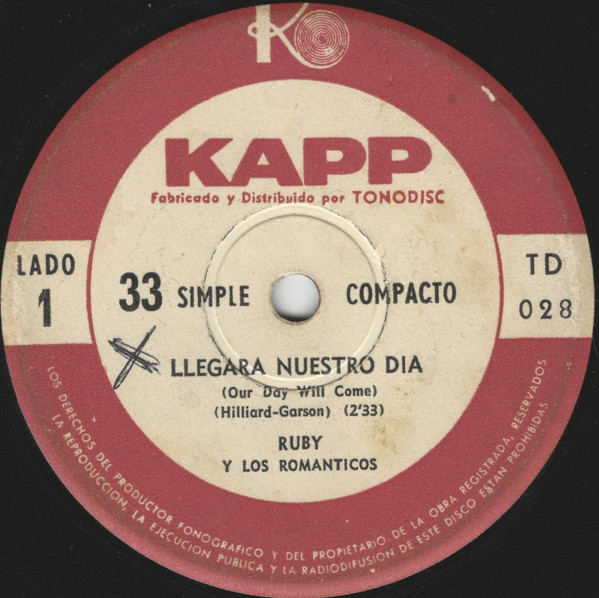 KAPP
Fabricado y Distribuido por TONODISC
LADO
1
33 SIMPLE COMPACTO
TD
028
LLEGARA NUESTRO DIA
(Our Day Will Come)
(Hilliard-Garson) (2'33)
RUBY
Y LOS ROMANTICOS
LOS DERECHOS DEL PRODUCTOR FONOGRAFICO Y DEL PROPIETARIO DE LA OBRA REGISTRADA, RESERVADOS
LA REPRODUCCION, LA EJECUCION PUBLICA Y LA RADIODIFUSION DE ESTE DISCO ESTAN PROHIBIDAS